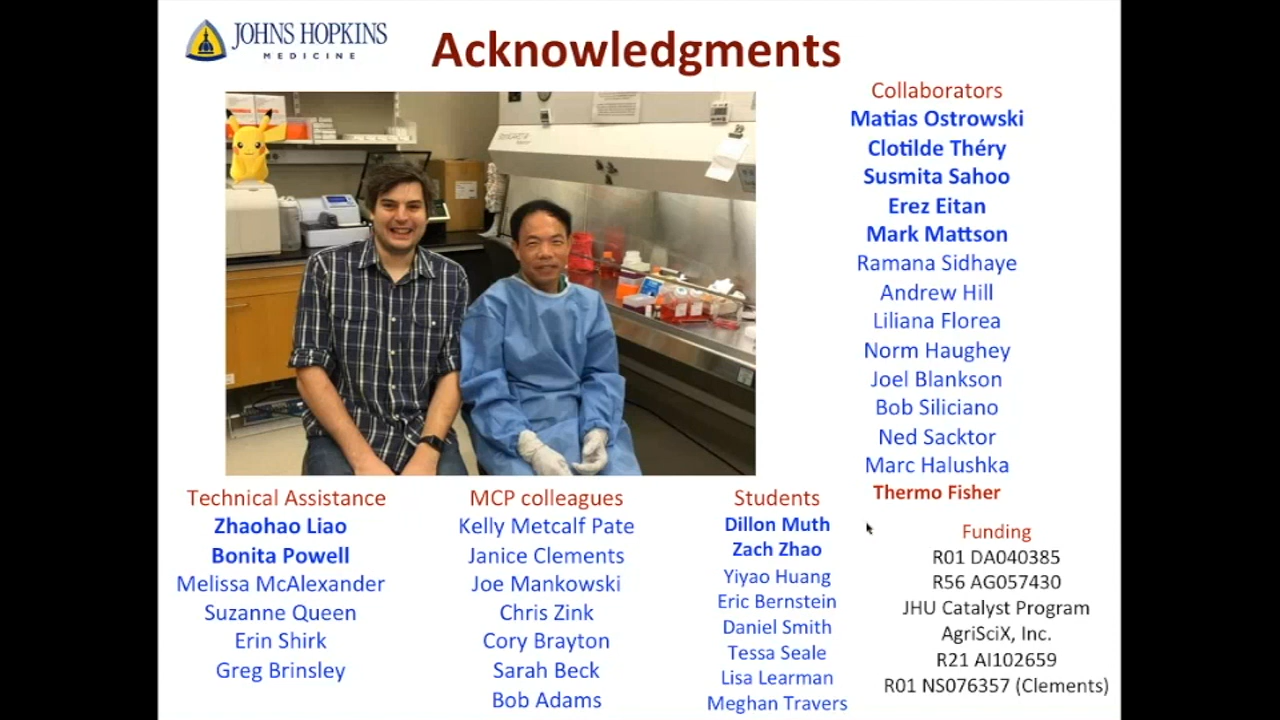 JOHNS HOPKINS
MEDICINE
Acknowledgments
Collaborators
Matias Ostrowski
Clotilde Théry
Susmita Sahoo
Erez Eitan
Mark Mattson
Ramana Sidhaye
Andrew Hill
Liliana Florea
Norm Haughey
Joel Blankson
Bob Siliciano
Ned Sacktor
Marc Halushka
Thermo Fisher
Technical Assistance
Zhaohao Liao
Bonita Powell
Melissa McAlexander
Suzanne Queen
Erin Shirk
Greg Brinsley
MCP colleagues
Kelly Metcalf Pate
Janice Clements
Joe Mankowski
Chris Zink
Cory Brayton
Sarah Beck
Bob Adams
Students
Dillon Muth
Zach Zhao
Yiyao Huang
Eric Bernstein
Daniel Smith
Tessa Seale
Lisa Learman
Meghan Travers
Funding
R01 DA040385
R56 AG057430
JHU Catalyst Program
AgriSciX, Inc.
R21 AI102659
R01 NS076357 (Clements)